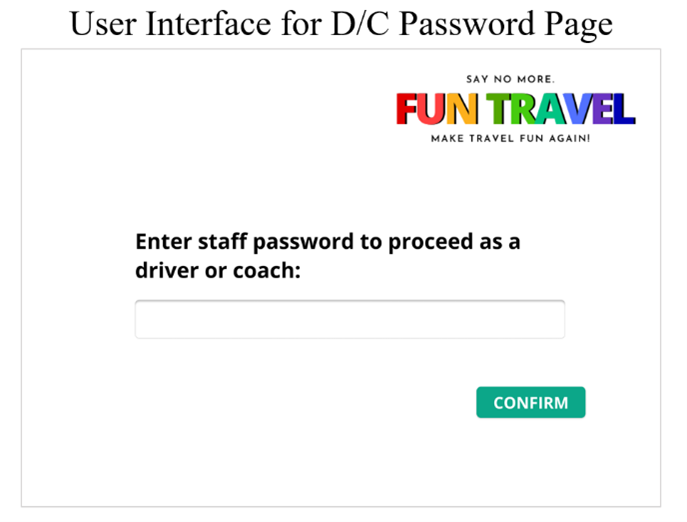 User Interface for D/C Password Page
SAY NO MORE.
FUN TRAVEL
MAKE TRAVEL FUN AGAIN!
Enter staff password to proceed as a
driver or coach:
CONFIRM